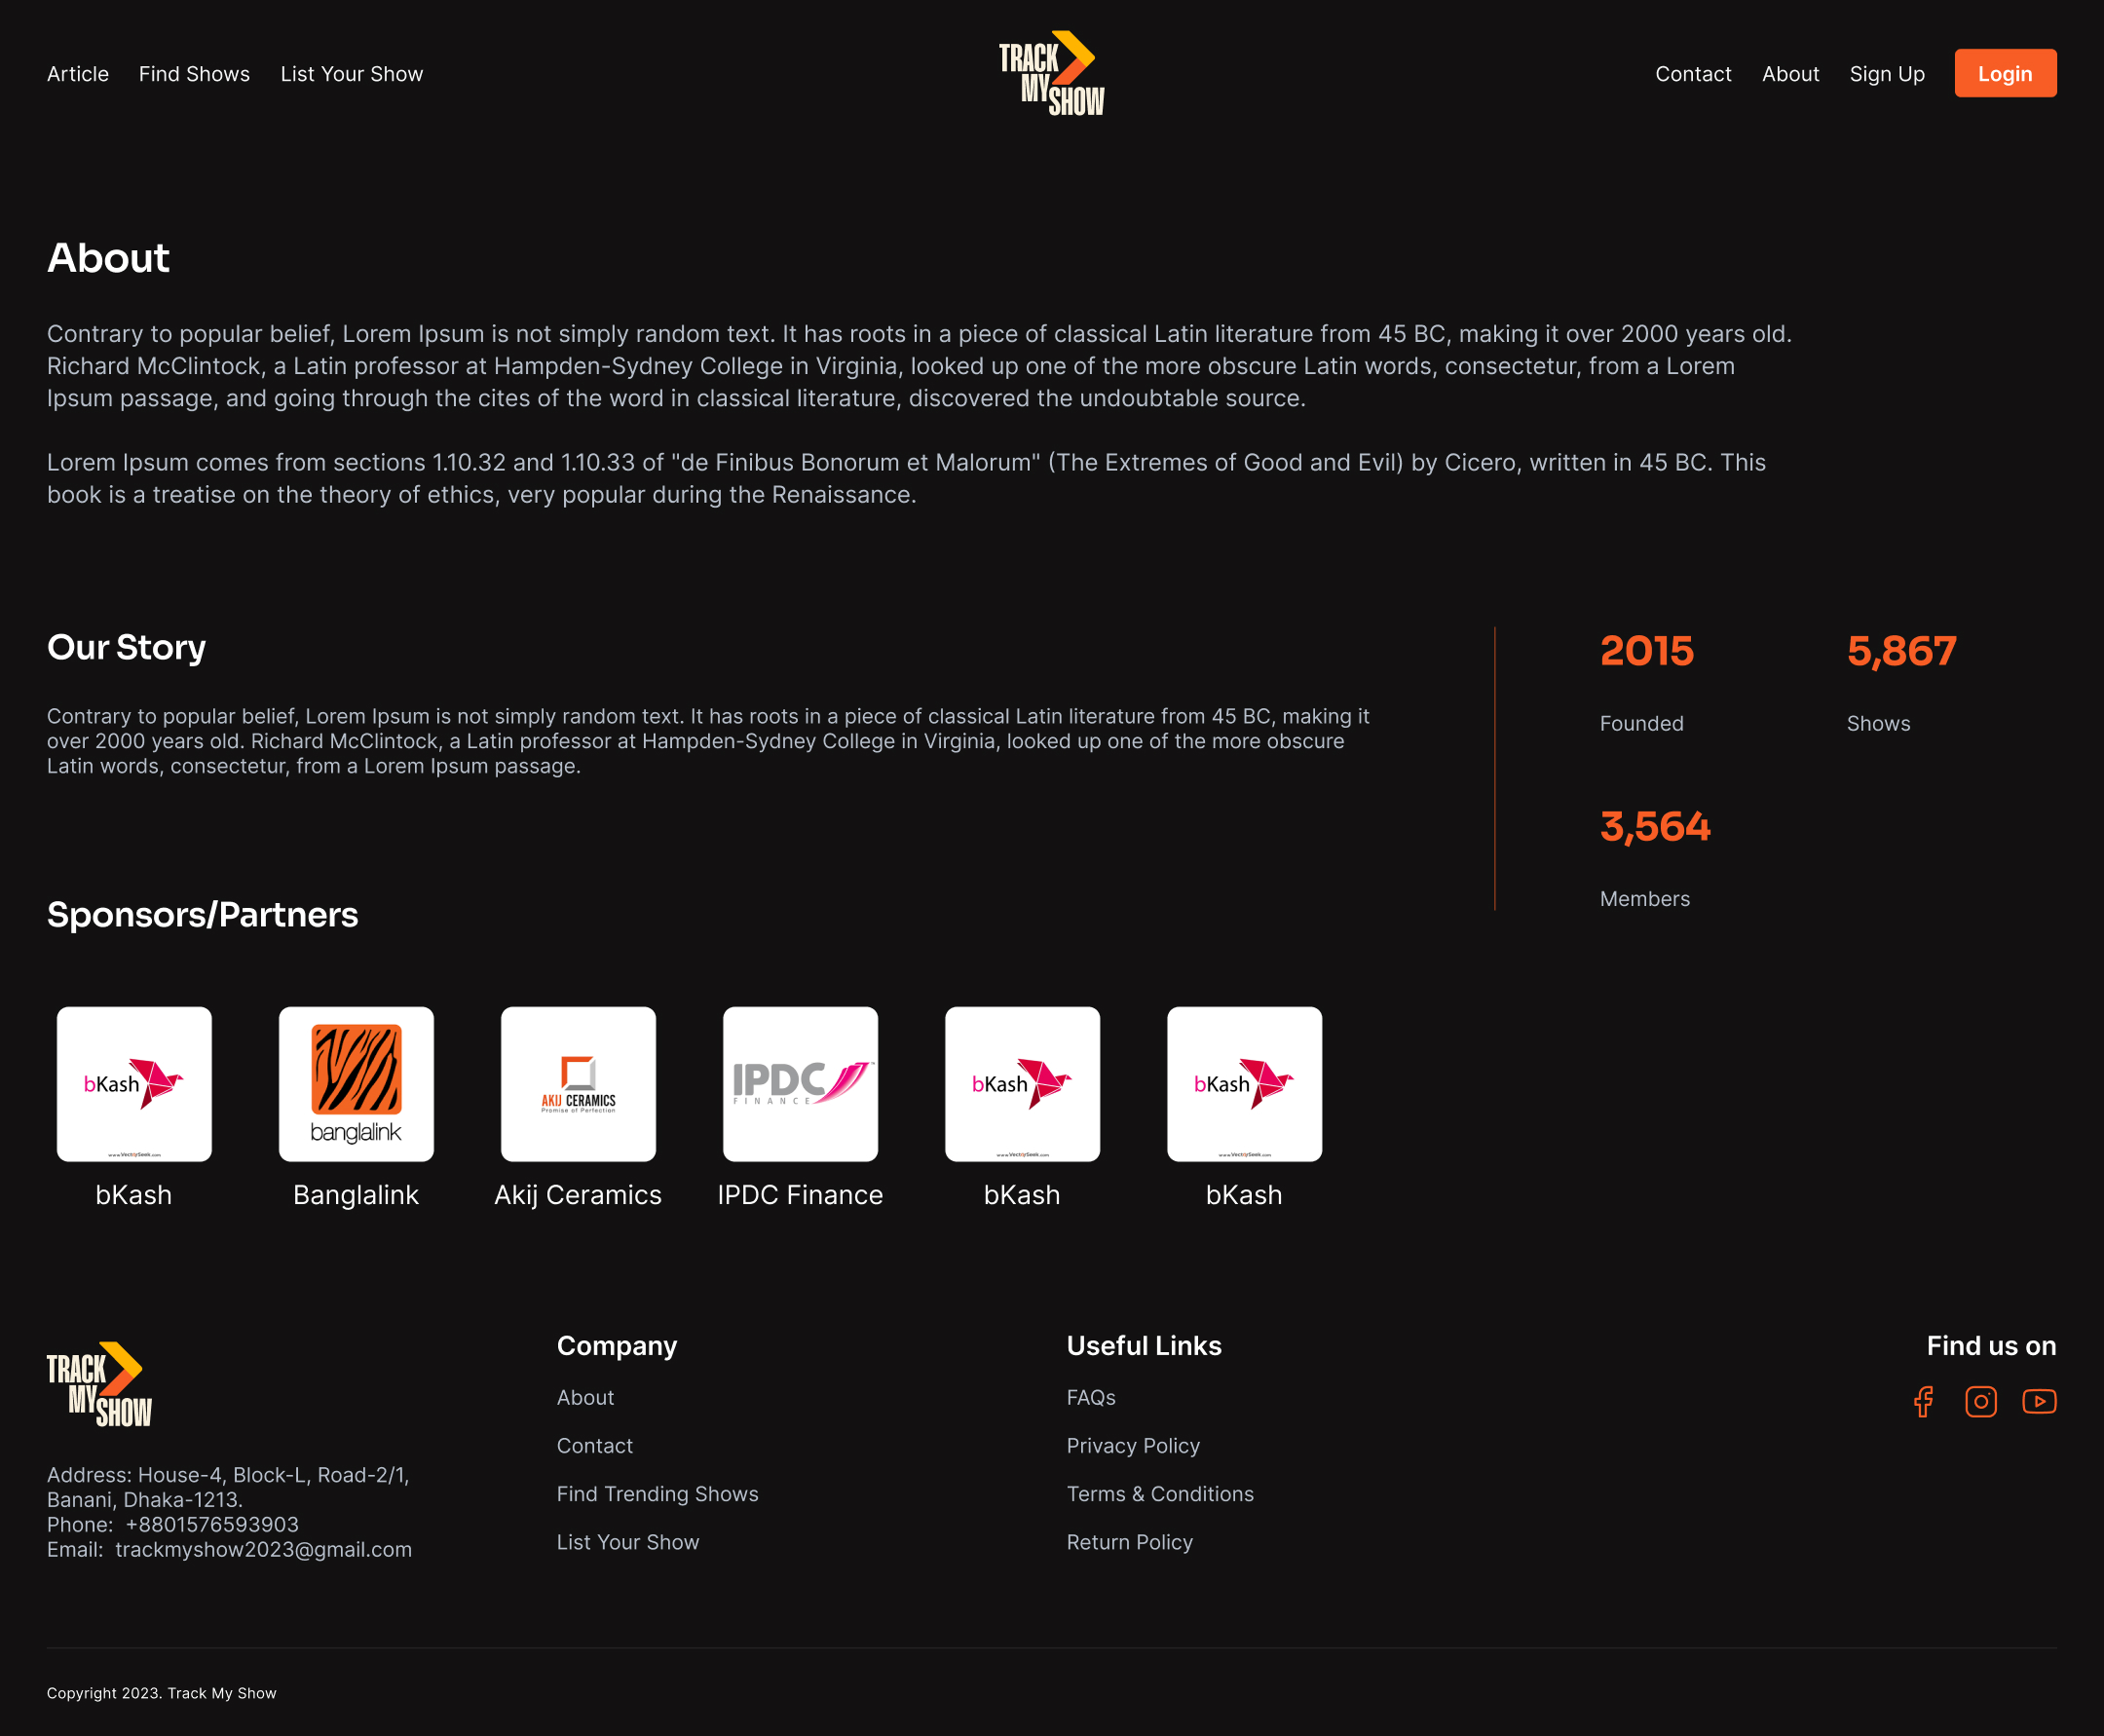 Article Find Shows List Your Show
TRACK
MY
SHOW
Contact About Sign Up Login
About
Contrary to popular belief, Lorem Ipsum is not simply random text. It has roots in a piece of classical Latin literature from 45 BC, making it over 2000 years old.
Richard McClintock, a Latin professor at Hampden-Sydney College in Virginia, looked up one of the more obscure Latin words, consectetur, from a Lorem
Ipsum passage, and going through the cites of the word in classical literature, discovered the undoubtable source.
Lorem Ipsum comes from sections 1.10.32 and 1.10.33 of "de Finibus Bonorum et Malorum" (The Extremes of Good and Evil) by Cicero, written in 45 BC. This
book is a treatise on the theory of ethics, very popular during the Renaissance.
Our Story
Contrary to popular belief, Lorem Ipsum is not simply random text. It has roots in a piece of classical Latin literature from 45 BC, making it
over 2000 years old. Richard McClintock, a Latin professor at Hampden-Sydney College in Virginia, looked up one of the more obscure
Latin words, consectetur, from a Lorem Ipsum passage.
2015
Founded
5,867
Shows
3,564
Members
Sponsors/Partners
bKash
www.VectorSeek.com
bKash
banglalink
Banglalink
AKIJ CERAMICS
Promise of Perfection
Akij Ceramics
IPDC
FINANCE
IPDC Finance
bKash
www.VectorSeek.com
bKash
bKash
www.VectorSeek.com
bKash
TRACK
MY
SHOW
Address: House-4, Block-L, Road-2/1,
Banani, Dhaka-1213.
Phone: +8801576593903
Email: trackmyshow2023@gmail.com
Company
About
Contact
Find Trending Shows
List Your Show
Useful Links
FAQs
Privacy Policy
Terms & Conditions
Return Policy
Find us on
Copyright 2023. Track My Show